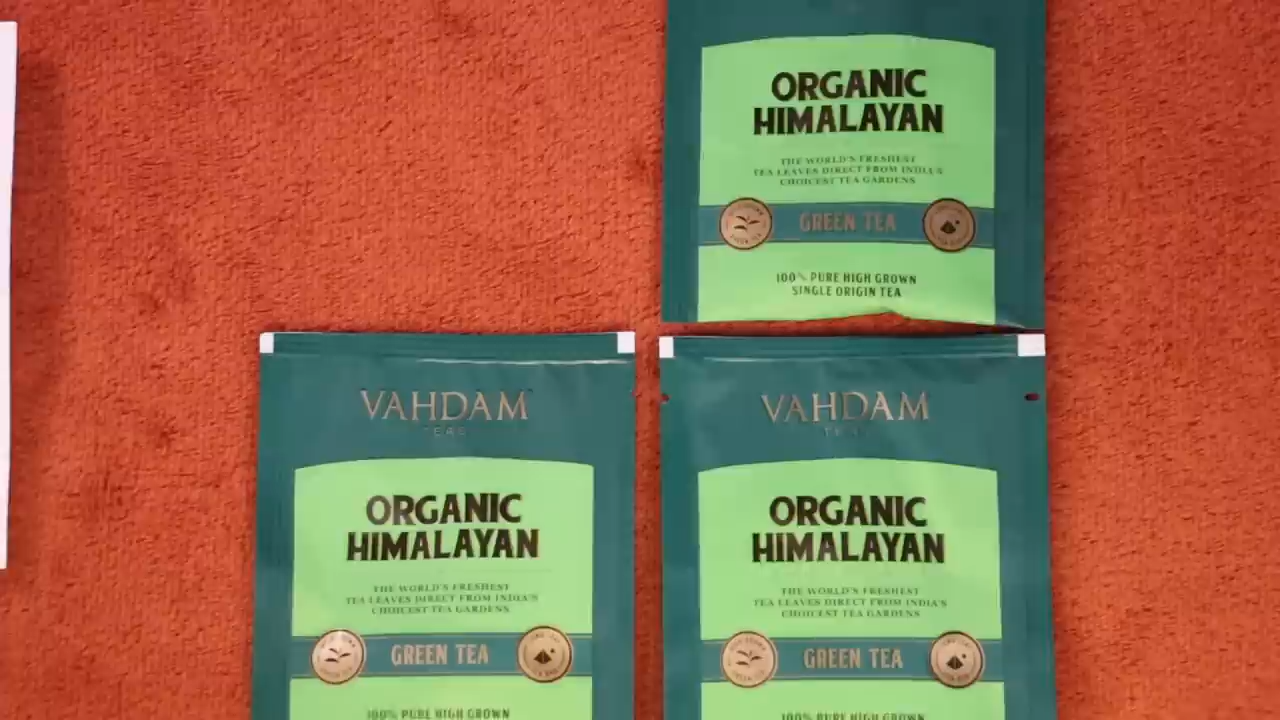 ORGANIC
HIMALAYAN
THE WORLD'S FRESHEST
TEA LEAVES DIRECT FROM INDIA'S
CHOICEST TEA GARDENS
GREEN TEA
100% PURE HIGH GROWN
SINGLE ORIGIN TEA
VAHDAM
TEAS
ORGANIC
HIMALAYAN
THE WORLD'S FRESHEST
TEA LEAVES DIRECT FROM INDIA'S
CHOICEST TEA GARDENS
GREEN TEA
100% PURE HIGH GROWN
VAHDAM
TEAS
ORGANIC
HIMALAYAN
THE WORLD'S FRESHEST
TEA LEAVES DIRECT FROM INDIA'S
CHOICEST TEA GARDENS
GREEN TEA
100% PURE HIGH GROWN